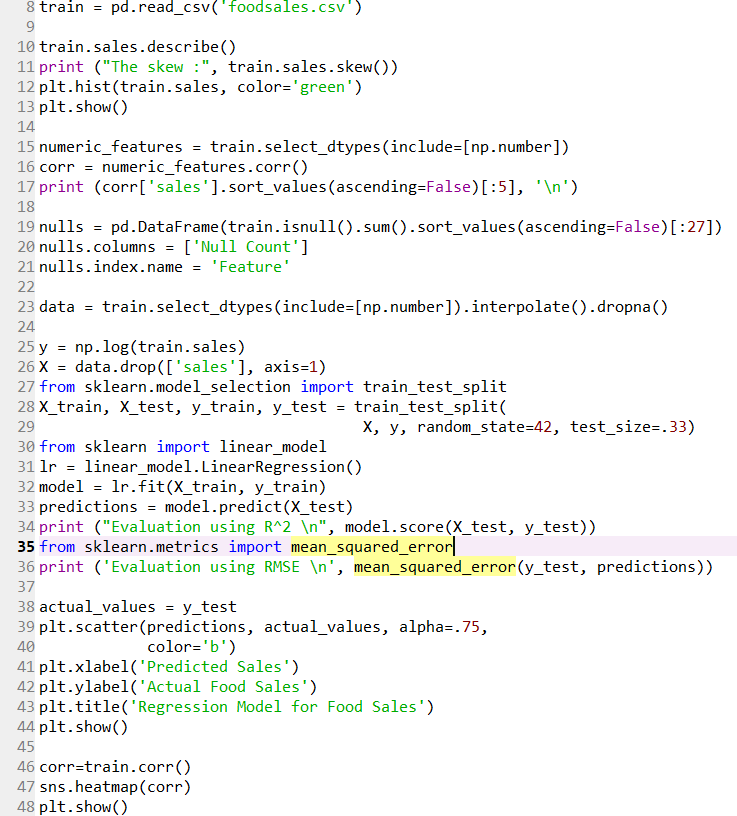 8 train = pd.read_csv('foodsales.csv')
9
10 train.sales.describe()
11 print ("The skew :", train.sales.skew())
12 plt.hist(train.sales, color='green')
13 plt.show()
14
15 numeric_features = train.select_dtypes(include=[np.number])
16 corr = numeric_features.corr()
17 print (corr['sales'].sort_values(ascending=False)[:5], '\n')
18
19 nulls = pd.DataFrame(train.isnull().sum().sort_values(ascending=False)[:27])
20 nulls.columns = ['Null Count']
21 nulls.index.name = 'Feature'
22
23 data = train.select_dtypes(include=[np.number]).interpolate().dropna()
24
25 y = np.log(train.sales)
26 X = data.drop(['sales'], axis=1)
27 from sklearn.model_selection import train_test_split
28 X_train, X_test, y_train, y_test = train_test_split(
29                                     X, y, random_state=42, test_size=.33)
30 from sklearn import linear_model
31 lr = linear_model.LinearRegression()
32 model = lr.fit(X_train, y_train)
33 predictions = model.predict(X_test)
34 print ("Evaluation using R^2 \n", model.score(X_test, y_test))
35 from sklearn.metrics import mean_squared_error
36 print ('Evaluation using RMSE \n', mean_squared_error(y_test, predictions))
37
38 actual_values = y_test
39 plt.scatter(predictions, actual_values, alpha=.75,
40             color='b')
41 plt.xlabel('Predicted Sales')
42 plt.ylabel('Actual Food Sales')
43 plt.title('Regression Model for Food Sales')
44 plt.show()
45
46 corr=train.corr()
47 sns.heatmap(corr)
48 plt.show()